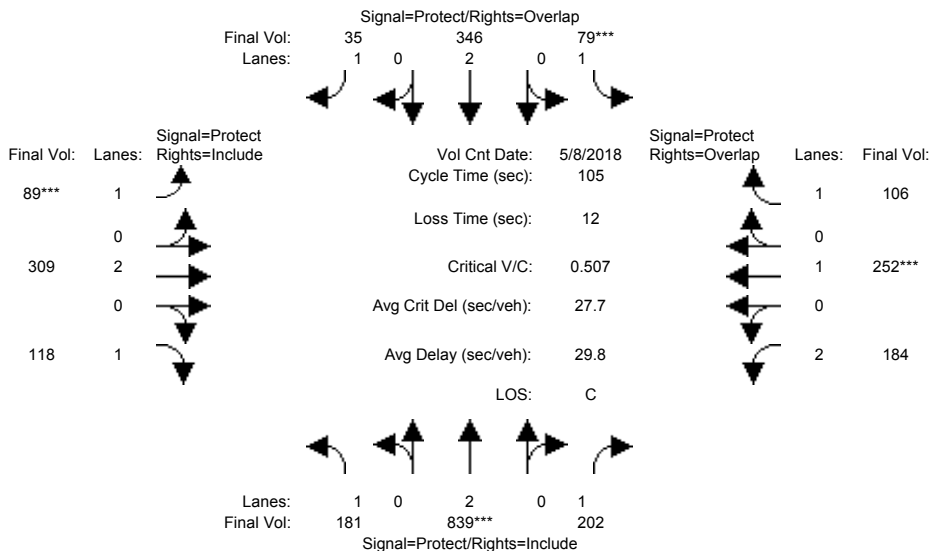 Signal=Protect/Rights=Overlap
Final Vol: 35 346 79***
Lanes: 1 0 2 0 1
Signal=Protect
Final Vol: Lanes: Rights=Include
Vol Cnt Date: 5/8/2018
Signal=Protect
Rights=Overlap Lanes: Final Vol:
Cycle Time (sec): 105
89*** 1
1 106
Loss Time (sec): 12
0
0
309 2
Critical V/C: 0.507
1 252***
0
Avg Crit Del (sec/veh): 27.7
0
118 1
Avg Delay (sec/veh): 29.8
2 184
LOS: C
Lanes: 1 0 2 0 1
Final Vol: 181 839*** 202
Signal=Protect/Rights=Include